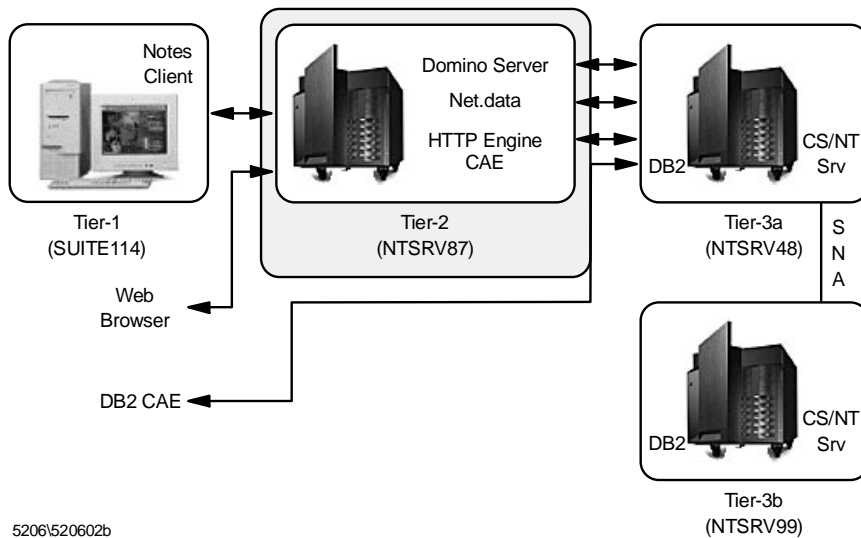 Notes
Client
Tier-1
(SUITE114)
Domino Server
Net.data
HTTP Engine
CAE
Tier-2
(NTSRV87)
DB2
CS/NT
Srv
Tier-3a
(NTSRV48)
S
N
A
Web
Browser
DB2 CAE
DB2
CS/NT
Srv
Tier-3b
(NTSRV99)
5206\520602b